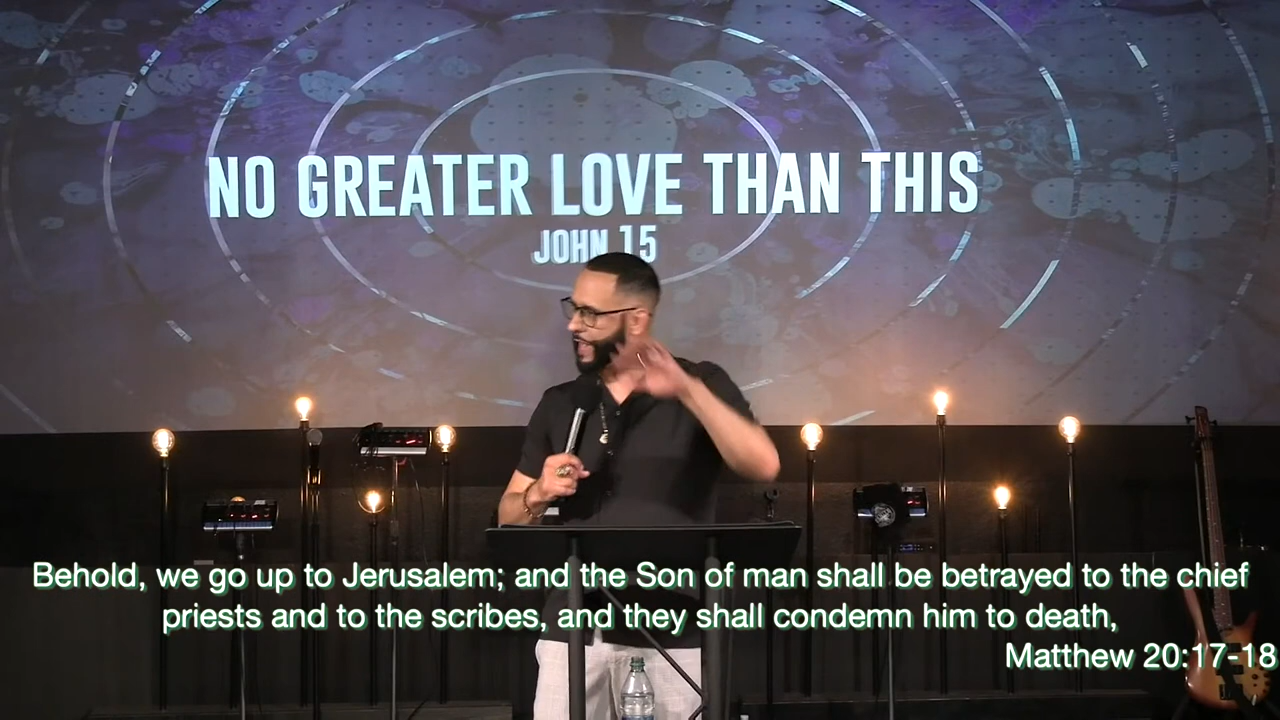 NO GREATER LOVE THAN THIS
JOHN 15
Behold, we go up to Jerusalem; and the Son of man shall be betrayed to the chief
priests and to the scribes, and they shall condemn him to death,
Matthew 20:17-18